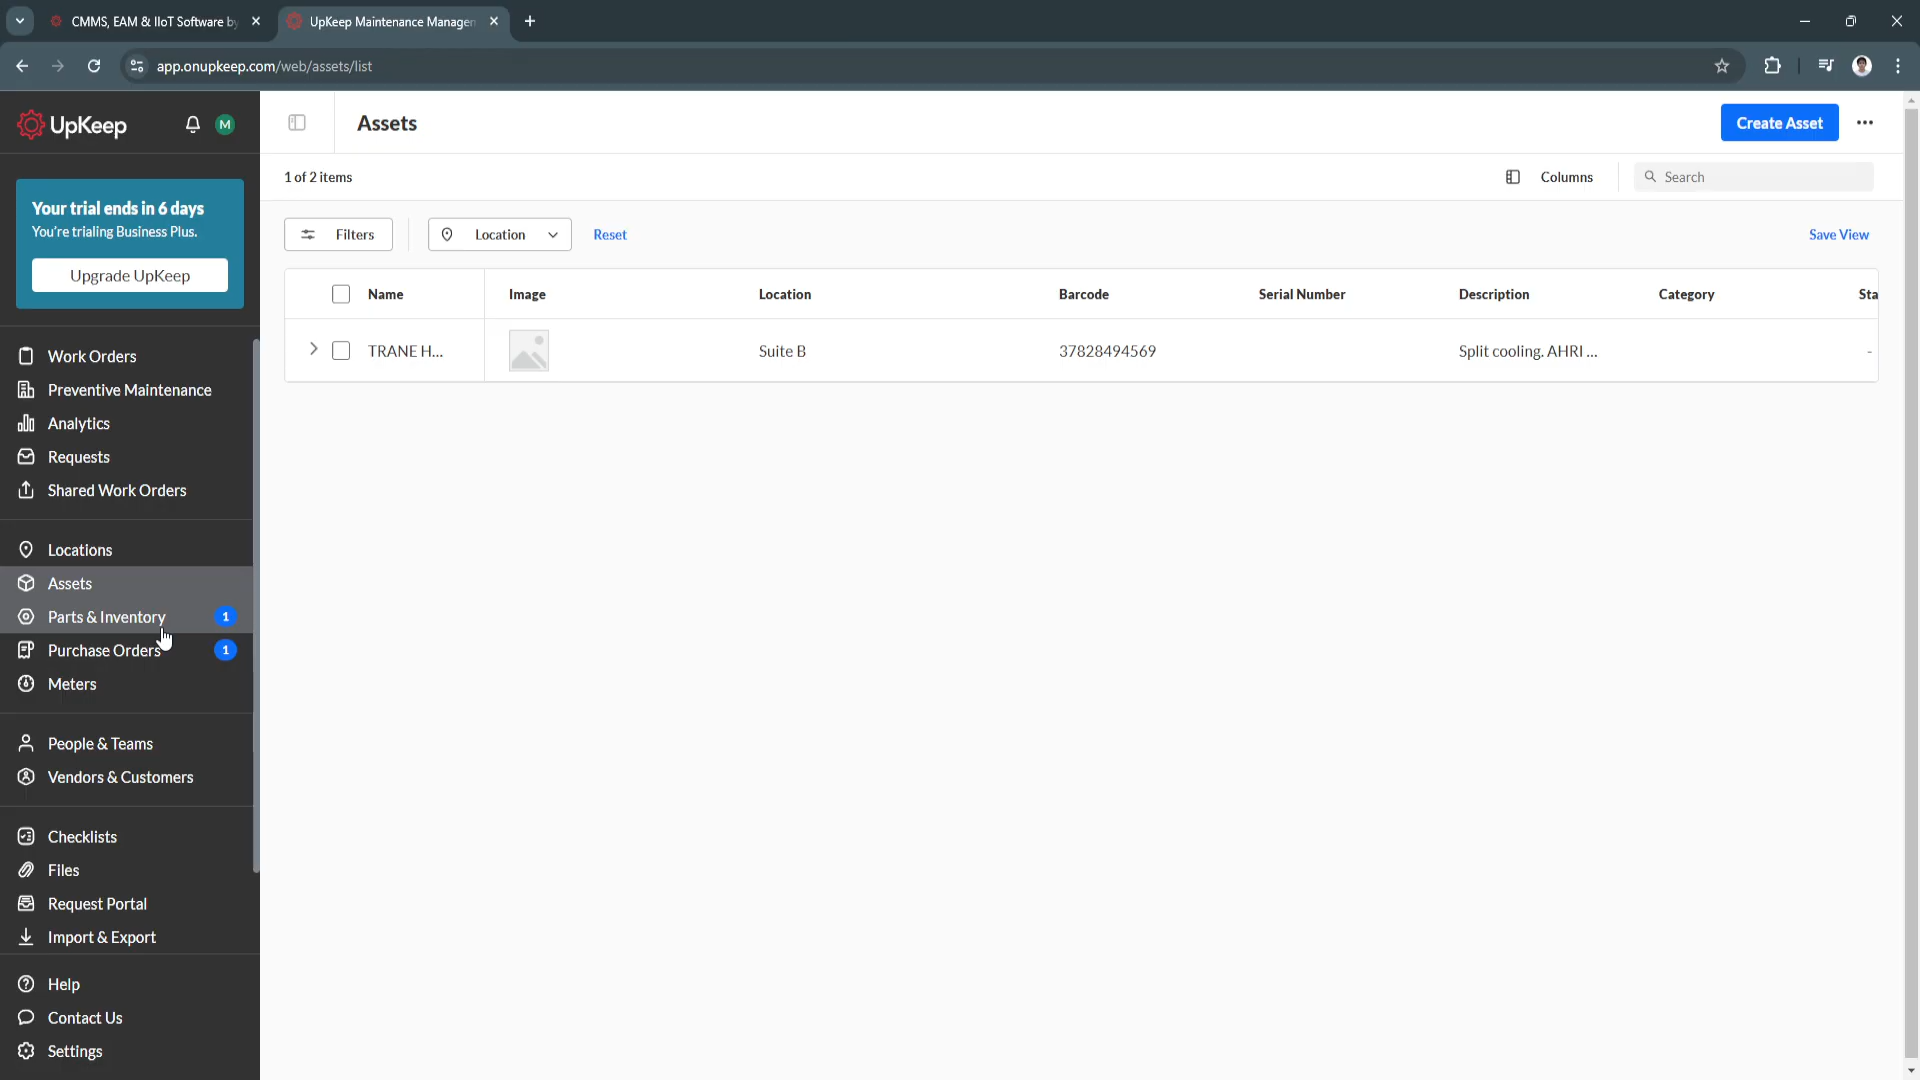 CMMS, EAM & IIoT Software by
UpKeep Maintenance Managen
app.onupkeep.com/web/assets/list
UpKeep
M
Assets
Create Asset
Your trial ends in 6 days
You're trialing Business Plus.
Upgrade UpKeep
1 of 2 items
Columns
Search
Filters
Location
Reset
Save View
Name
Image
Location
Barcode
Serial Number
Description
Category
Sta
TRANE H...
Suite B
37828494569
Split cooling. AHRI ...
-
Work Orders
Preventive Maintenance
Analytics
Requests
Shared Work Orders
Locations
Assets
Parts & Inventory 1
Purchase Orders 1
Meters
People & Teams
Vendors & Customers
Checklists
Files
Request Portal
Import & Export
Help
Contact Us
Settings